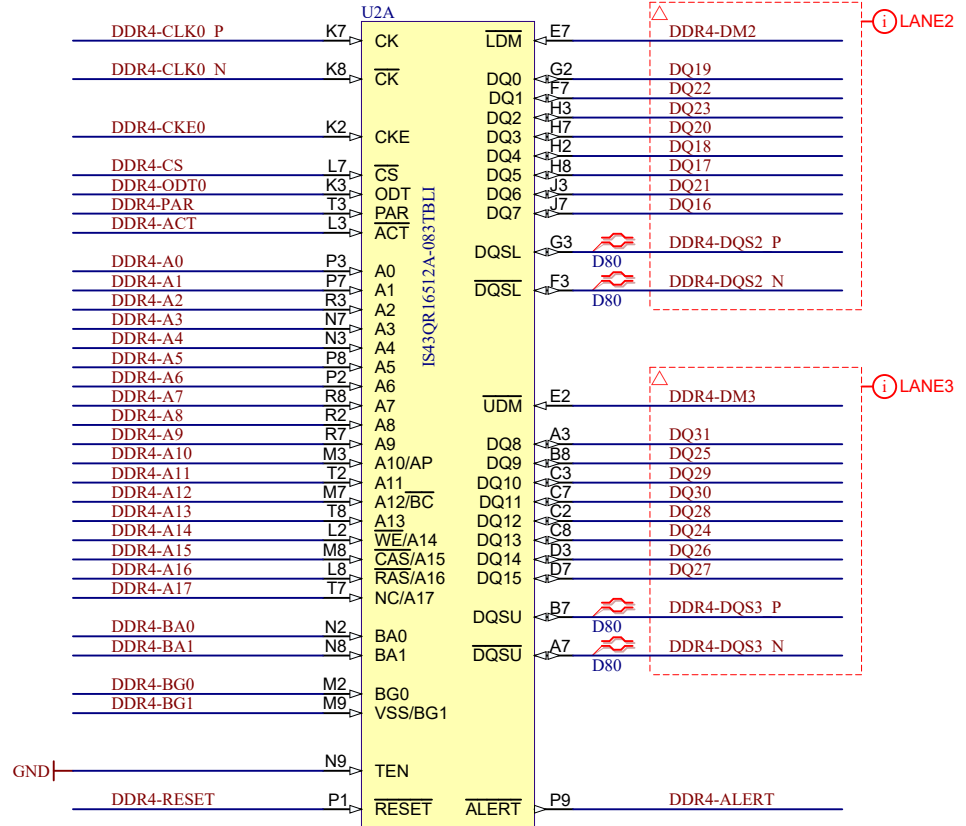 U2A
DDR4-CLK0_P K7 CK LDM E7 DDR4-DM2 i LANE2
DDR4-CLK0_N K8 CK DQ0 G2 DQ19
DQ1 F7 DQ22
DQ2 H3 DQ23
DDR4-CKE0 K2 CKE DQ3 H7 DQ20
DQ4 H2 DQ18
DDR4-CS L7 CS DQ5 H8 DQ17
DDR4-ODT0 K3 ODT DQ6 J3 DQ21
DDR4-PAR T3 PAR DQ7 J7 DQ16
DDR4-ACT L3 ACT
DQSL G3 DDR4-DQS2_P
D80
DDR4-A0 P3 A0
DDR4-A1 P7 A1 DQSL F3 DDR4-DQS2_N
D80
DDR4-A2 R3 A2
DDR4-A3 N7 A3
DDR4-A4 N3 A4
DDR4-A5 P8 A5
DDR4-A6 P2 A6
DDR4-A7 R8 A7 UDM E2 DDR4-DM3 i LANE3
DDR4-A8 R2 A8
DDR4-A9 R7 A9 DQ8 A3 DQ31
DDR4-A10 M3 A10/AP DQ9 B8 DQ25
DDR4-A11 T2 A11 DQ10 C3 DQ29
DDR4-A12 M7 A12/BC DQ11 C7 DQ30
DDR4-A13 T8 A13 DQ12 C2 DQ28
DDR4-A14 L2 WE/A14 DQ13 C8 DQ24
DDR4-A15 M8 CAS/A15 DQ14 D3 DQ26
DDR4-A16 L8 RAS/A16 DQ15 D7 DQ27
DDR4-A17 T7 NC/A17
DQSU B7 DDR4-DQS3_P
D80
DDR4-BA0 N2 BA0
DDR4-BA1 N8 BA1 DQSU A7 DDR4-DQS3_N
D80
DDR4-BG0 M2 BG0
DDR4-BG1 M9 VSS/BG1
GND N9 TEN
DDR4-RESET P1 RESET ALERT P9 DDR4-ALERT
IS43QR16512A-083TBLI